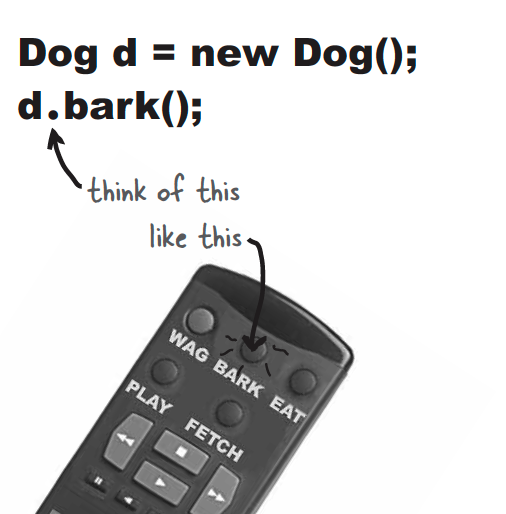 Dog d = new Dog();
d.bark();
think of this
like this
WAG BARK EAT
PLAY FETCH